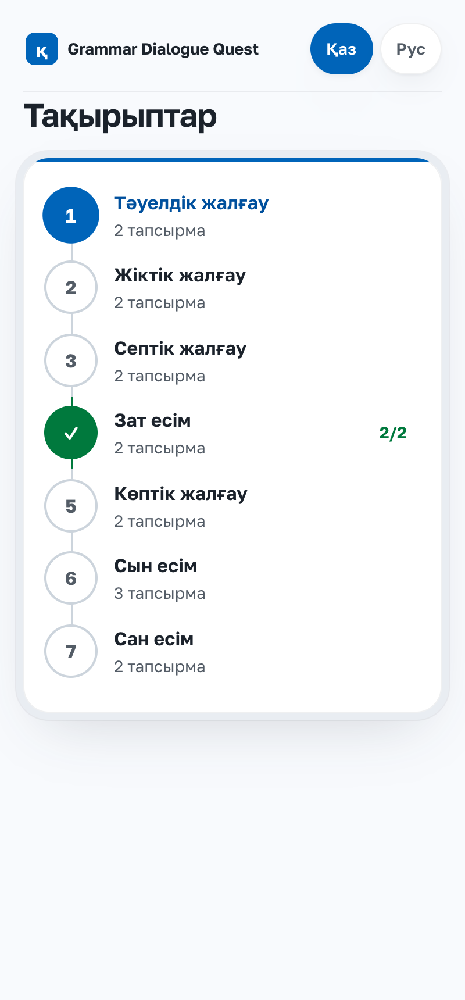 қ Grammar Dialogue Quest Қаз Рус
Тақырыптар
1 Тәуелдік жалғау
2 тапсырма
2 Жіктік жалғау
2 тапсырма
3 Септік жалғау
2 тапсырма
Зат есім 2/2
2 тапсырма
5 Көптік жалғау
2 тапсырма
6 Сын есім
3 тапсырма
7 Сан есім
2 тапсырма